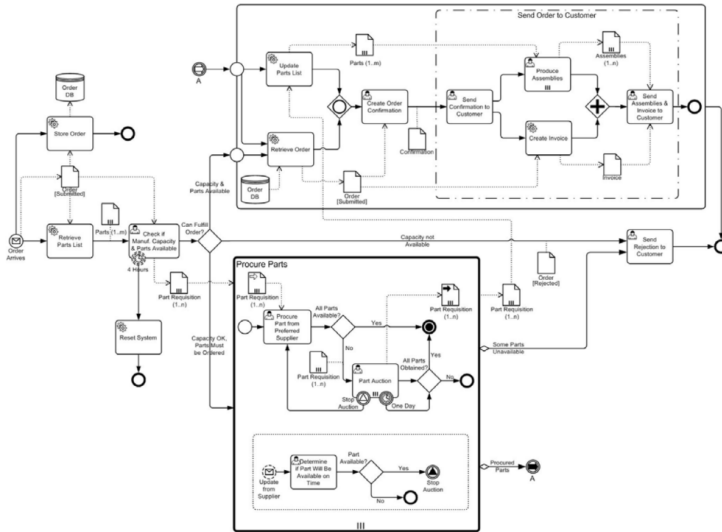 Send Order to Customer
Update
Parts List
Parts (1..m)
Produce
Assemblies
Assemblies
(1..n)
A
Create Order
Confirmation
Send
Confirmation to
Customer
Send
Assemblies &
Invoice to
Customer
Retrieve Order
Create Invoice
Confirmation
Order
DB
Order
[Submitted]
Invoice
Order
DB
Store Order
Capacity &
Parts Available
Order
[Submitted]
Parts (1..m)
Can Fulfill
Order?
Order
Arrives
Retrieve
Parts List
Check if
Manuf. Capacity
& Parts Available
4 Hours
Capacity not
Available
Send
Rejection to
Customer
Order
[Rejected]
Part Requisition
(1..n)
Reset System
Capacity OK,
Parts Must
be Ordered
Procure Parts
Part Requisition
(1..n)
Procure
Part from
Preferred
Supplier
All Parts
Available?
Yes
No
Part Requisition
(1..n)
Part Requisition
(1..n)
Part Requisition
(1..n)
Part Auction
Stop
Auction
One Day
All Parts
Obtained?
Yes
No
Some Parts
Unavailable
Update
from
Supplier
Determine
if Part Will Be
Available on
Time
Part
Available?
Yes
No
Stop
Auction
Procured
Parts
A